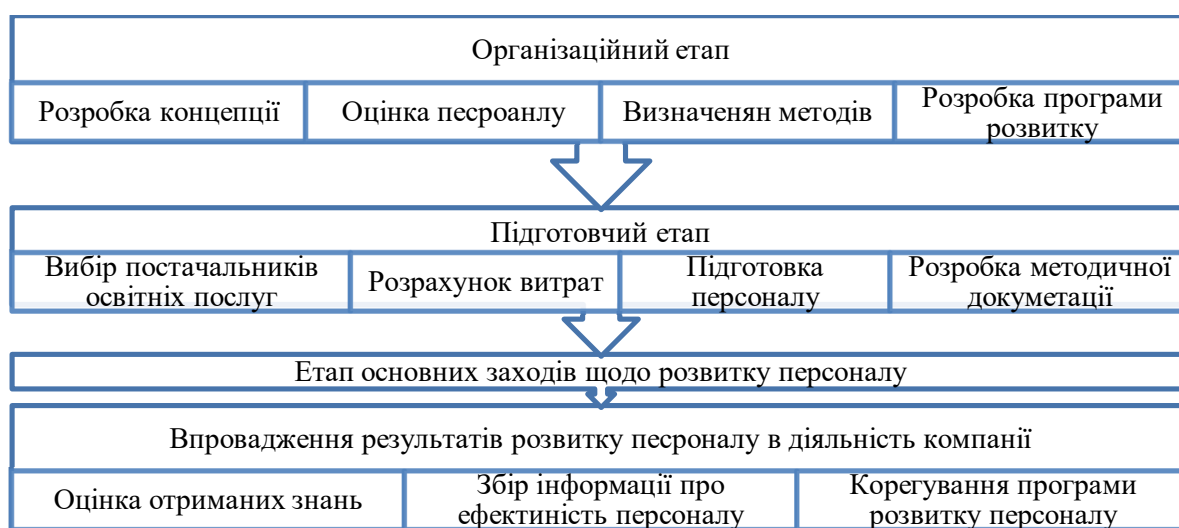 Організаційний етап
Розробка концепції
Оцінка песроанлу
Визначенян методів
Розробка програми
розвитку
Підготовчий етап
Вибір постачальників
освітніх послуг
Розрахунок витрат
Підготовка
персоналу
Розробка методичної
докуметації
Етап основних заходів щодо розвитку персоналу
Впровадження результатів розвитку песроналу в діяльність компанії
Оцінка отриманих знань
Збір інформації про
ефектиність персоналу
Корегування програми
розвитку персоналу